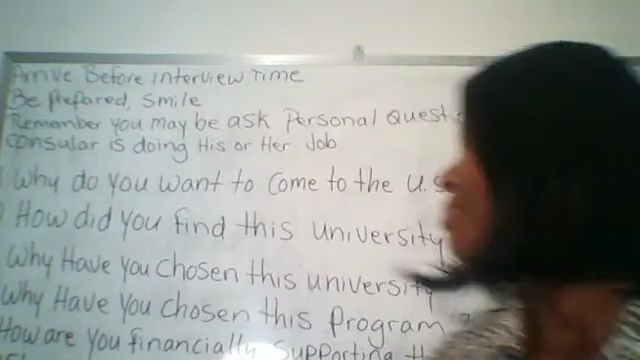 Arrive Before interview Time
Be Prepared, Smile
Remember you may be ask Personal Quest
Consular is doing His or Her Job
Why do you want to come to the U.S
How did you find this university
Why Have you chosen this university
Why Have you chosen this Program ?
How are you financially supporting th